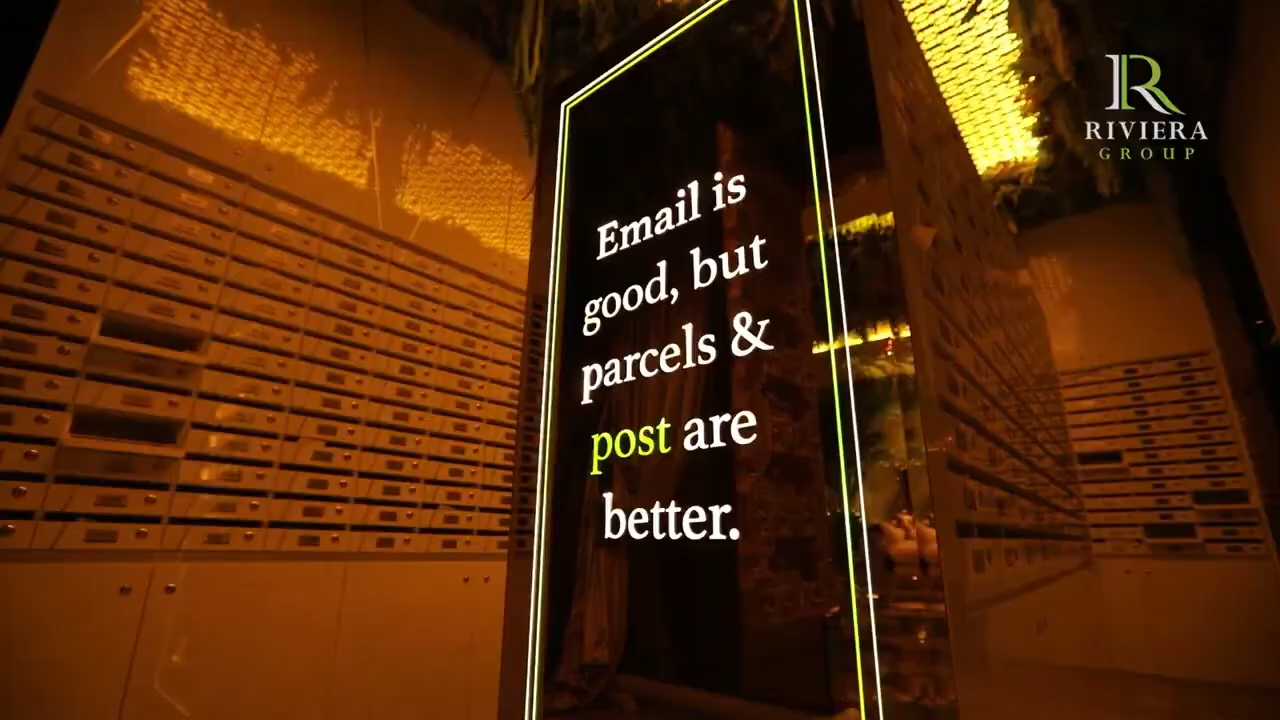 Email is
good, but
parcels &
post are
better.
R
RIVIERA
GROUP